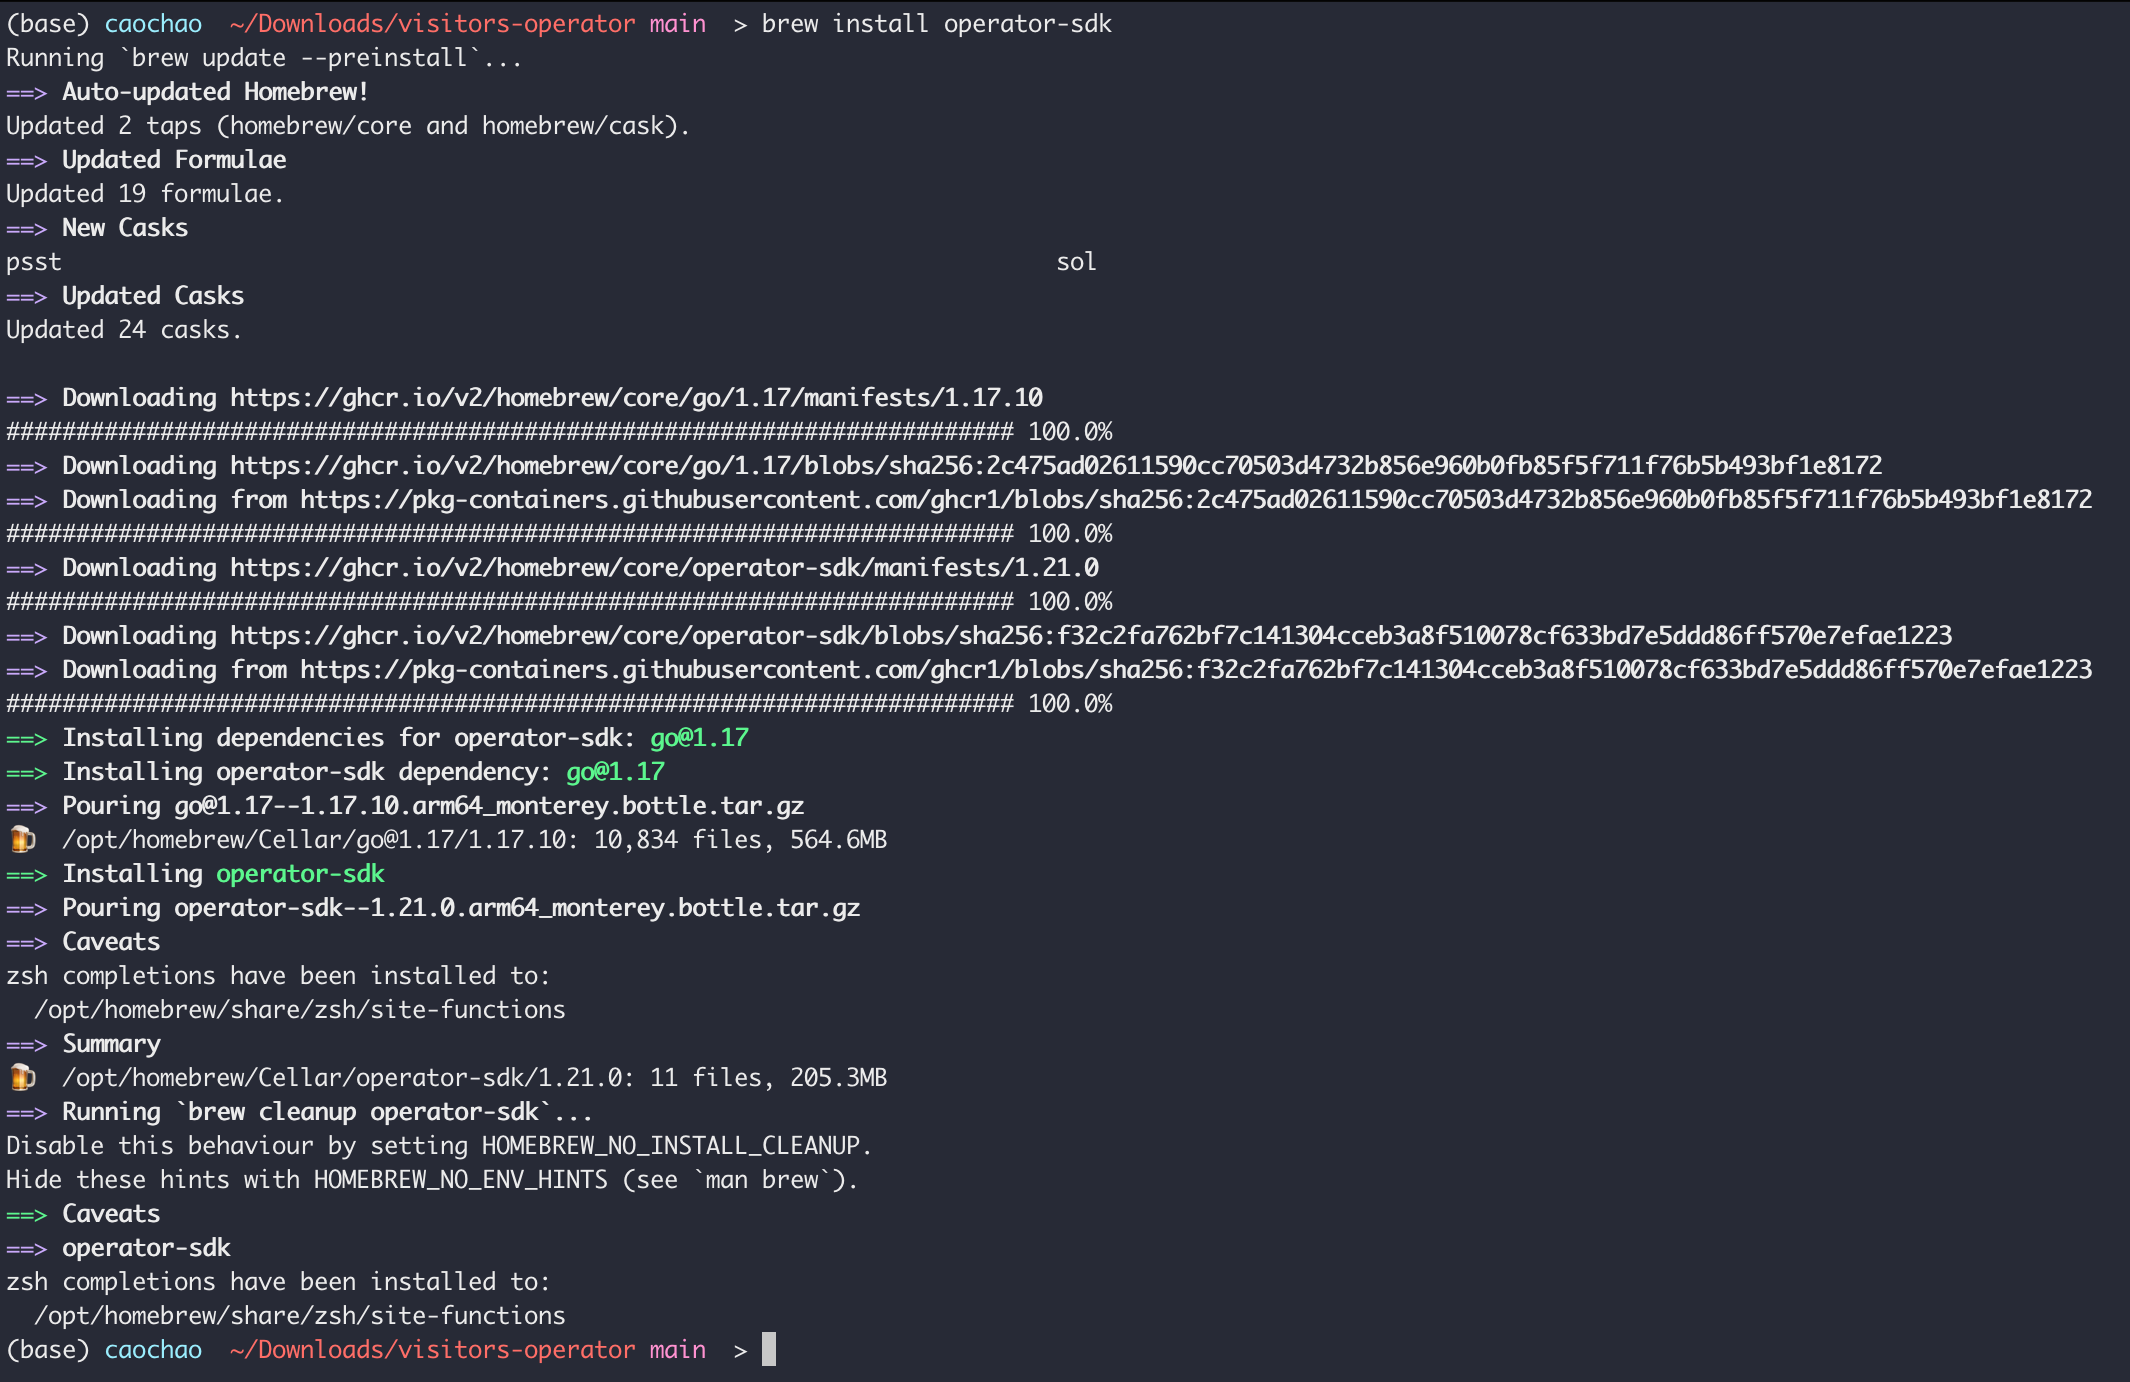 (base) caochao  ~/Downloads/visitors-operator main  > brew install operator-sdk
Running `brew update --preinstall`...
==> Auto-updated Homebrew!
Updated 2 taps (homebrew/core and homebrew/cask).
==> Updated Formulae
Updated 19 formulae.
==> New Casks
psst                                                                       sol
==> Updated Casks
Updated 24 casks.

==> Downloading https://ghcr.io/v2/homebrew/core/go/1.17/manifests/1.17.10
######################################################################## 100.0%
==> Downloading https://ghcr.io/v2/homebrew/core/go/1.17/blobs/sha256:2c475ad02611590cc70503d4732b856e960b0fb85f5f711f76b5b493bf1e8172
==> Downloading from https://pkg-containers.githubusercontent.com/ghcr1/blobs/sha256:2c475ad02611590cc70503d4732b856e960b0fb85f5f711f76b5b493bf1e8172
######################################################################## 100.0%
==> Downloading https://ghcr.io/v2/homebrew/core/operator-sdk/manifests/1.21.0
######################################################################## 100.0%
==> Downloading https://ghcr.io/v2/homebrew/core/operator-sdk/blobs/sha256:f32c2fa762bf7c141304cceb3a8f510078cf633bd7e5ddd86ff570e7efae1223
==> Downloading from https://pkg-containers.githubusercontent.com/ghcr1/blobs/sha256:f32c2fa762bf7c141304cceb3a8f510078cf633bd7e5ddd86ff570e7efae1223
######################################################################## 100.0%
==> Installing dependencies for operator-sdk: go@1.17
==> Installing operator-sdk dependency: go@1.17
==> Pouring go@1.17--1.17.10.arm64_monterey.bottle.tar.gz
🍺  /opt/homebrew/Cellar/go@1.17/1.17.10: 10,834 files, 564.6MB
==> Installing operator-sdk
==> Pouring operator-sdk--1.21.0.arm64_monterey.bottle.tar.gz
==> Caveats
zsh completions have been installed to:
  /opt/homebrew/share/zsh/site-functions
==> Summary
🍺  /opt/homebrew/Cellar/operator-sdk/1.21.0: 11 files, 205.3MB
==> Running `brew cleanup operator-sdk`...
Disable this behaviour by setting HOMEBREW_NO_INSTALL_CLEANUP.
Hide these hints with HOMEBREW_NO_ENV_HINTS (see `man brew`).
==> Caveats
==> operator-sdk
zsh completions have been installed to:
  /opt/homebrew/share/zsh/site-functions
(base) caochao  ~/Downloads/visitors-operator main  >